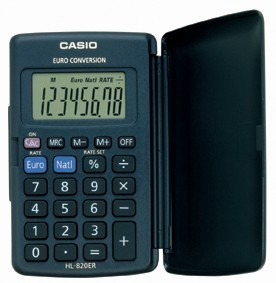 CASIO
EURO CONVERSION
M Euro Natl RATE
12345678
ON
C/AC MRC M− M+ OFF
RATE RATE SET
Euro Natl % ÷
7 8 9 ×
4 5 6 −
1 2 3 +
0 · =
HL-820ER